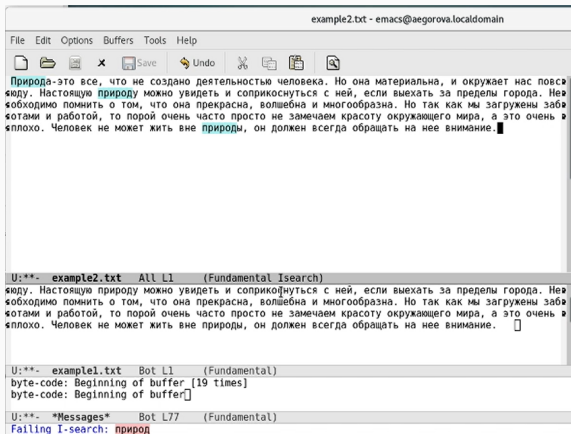 example2.txt - emacs@aegorova.localdomain
File Edit Options Buffers Tools Help
Save Undo
Природа-это все, что не создано деятельностью человека. Но она материальна, и окружает нас повс
юду. Настоящую природу можно увидеть и соприкоснуться с ней, если выехать за пределы города. Не
обходимо помнить о том, что она прекрасна, волшебна и многообразна. Но так как мы загружены заб
отами и работой, то порой очень часто просто не замечаем красоту окружающего мира, а это очень
плохо. Человек не может жить вне природы, он должен всегда обращать на нее внимание.
U:**- example2.txt All L1 (Fundamental Isearch)
юду. Настоящую природу можно увидеть и соприкоснуться с ней, если выехать за пределы города. Не
обходимо помнить о том, что она прекрасна, волшебна и многообразна. Но так как мы загружены заб
отами и работой, то порой очень часто просто не замечаем красоту окружающего мира, а это очень
плохо. Человек не может жить вне природы, он должен всегда обращать на нее внимание.
U:**- example1.txt Bot L1 (Fundamental)
byte-code: Beginning of buffer [19 times]
byte-code: Beginning of buffer
U:**- *Messages* Bot L77 (Fundamental)
Failing I-search: природ